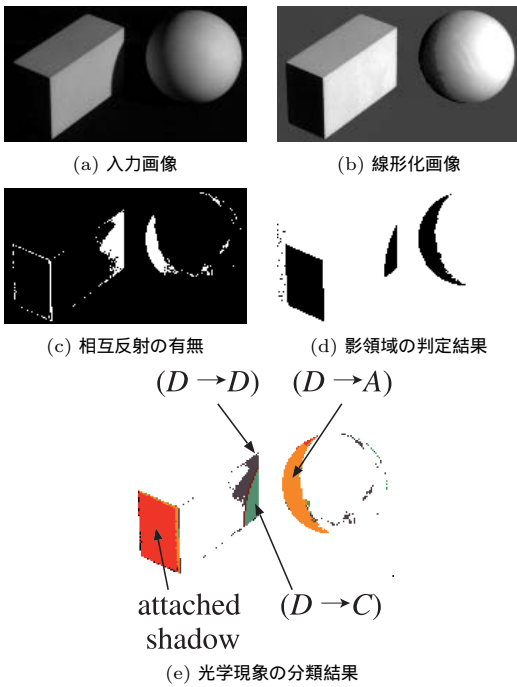 (a) 入力画像
(b) 線形化画像
(c) 相互反射の有無
(d) 影領域の判定結果
(D → D)
(D → A)
attached
shadow
(D → C)
(e) 光学現象の分類結果